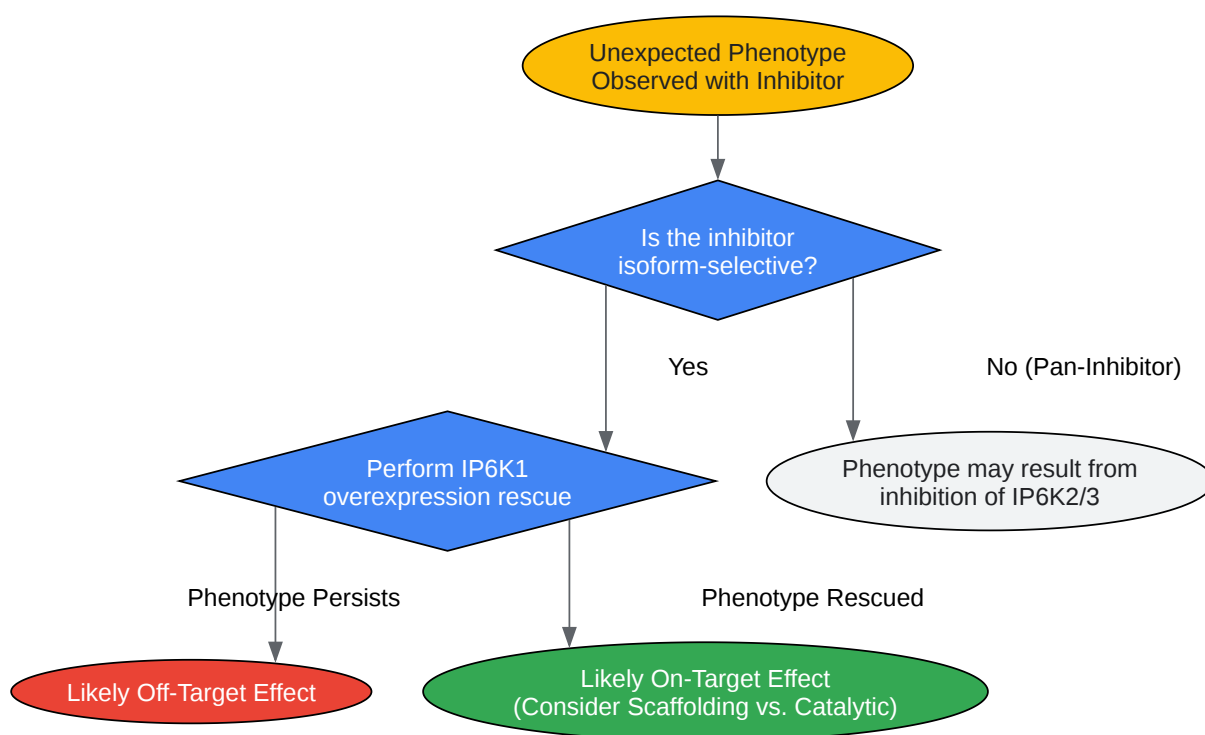 Unexpected Phenotype
Observed with Inhibitor
Is the inhibitor
isoform-selective?
Yes
No (Pan-Inhibitor)
Perform IP6K1
overexpression rescue
Phenotype may result from
inhibition of IP6K2/3
Phenotype Persists
Phenotype Rescued
Likely Off-Target Effect
Likely On-Target Effect
(Consider Scaffolding vs. Catalytic)